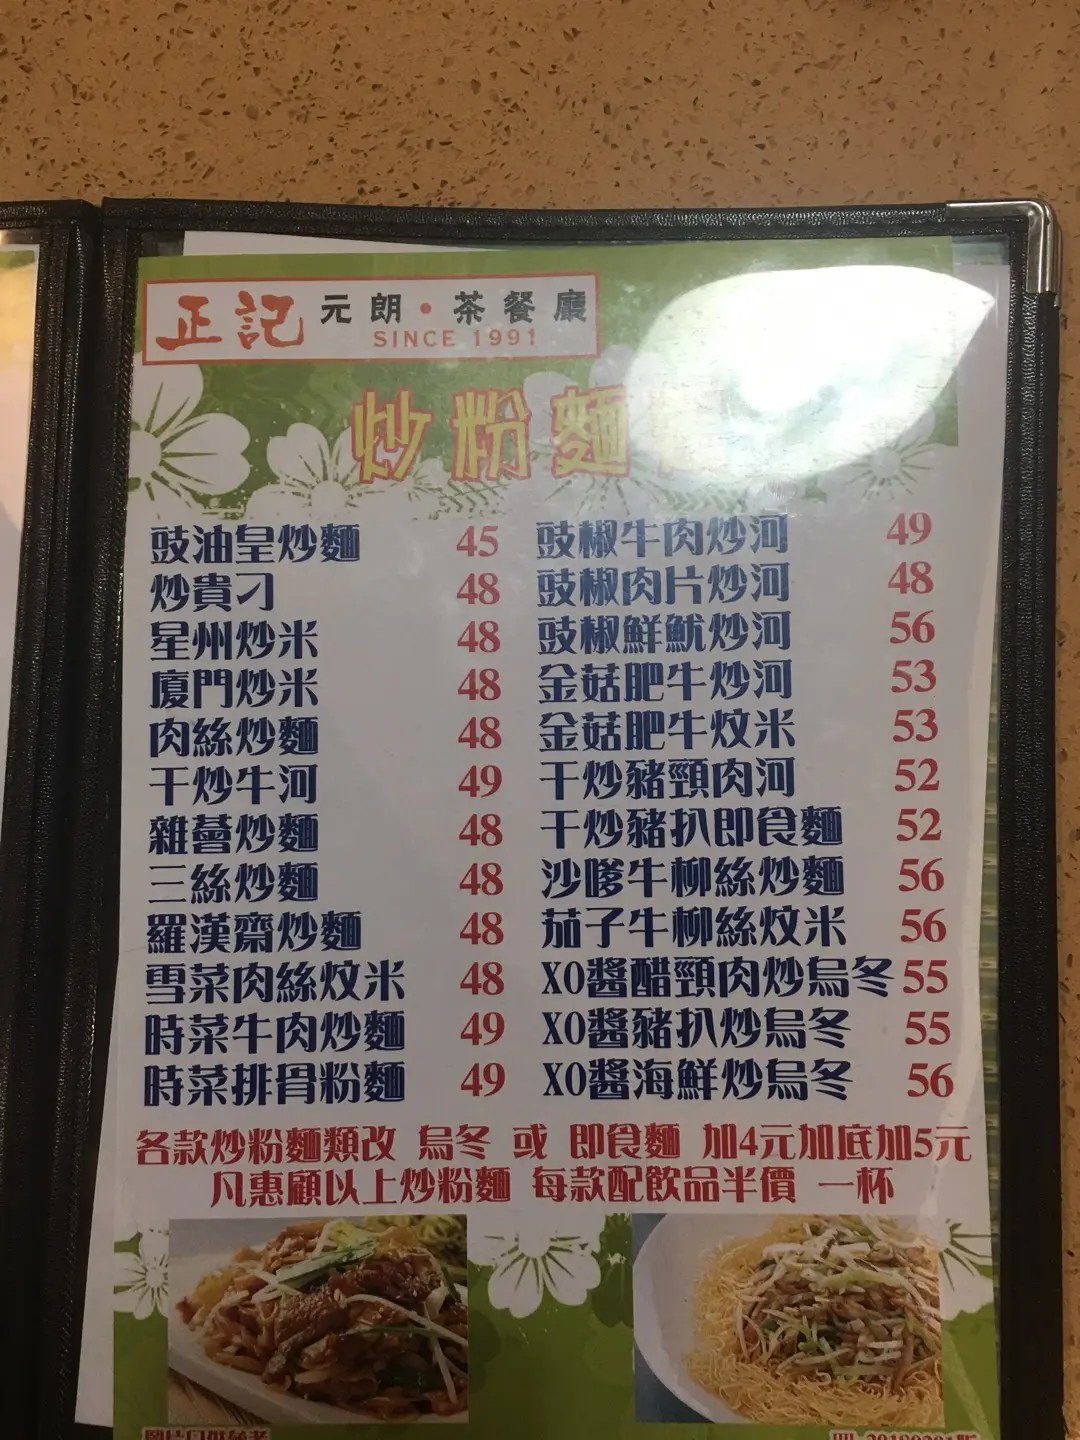 正記 元朗·茶餐廳
SINCE 1991
炒粉麵
豉油皇炒麵 45
炒貴刁 48
星州炒米 48
廈門炒米 48
肉絲炒麵 48
干炒牛河 49
雜薈炒麵 48
三絲炒麵 48
羅漢齋炒麵 48
雪菜肉絲炆米 48
時菜牛肉炒麵 49
時菜排骨粉麵 49
豉椒牛肉炒河 49
豉椒肉片炒河 48
豉椒鮮魷炒河 56
金菇肥牛炒河 53
金菇肥牛炆米 53
干炒豬頸肉河 52
干炒豬扒即食麵 52
沙嗲牛柳絲炒麵 56
茄子牛柳絲炆米 56
XO醬醋頸肉炒烏冬 55
XO醬豬扒炒烏冬 55
XO醬海鮮炒烏冬 56
各款炒粉麵類改 烏冬 或 即食麵 加4元加底加5元
凡惠顧以上炒粉麵 每款配飲品半價 一杯